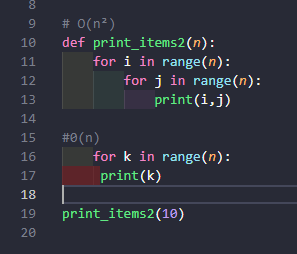 8
9 # O(n²)
10 def print_items2(n):
11     for i in range(n):
12         for j in range(n):
13             print(i,j)
14
15 #0(n)
16     for k in range(n):
17      print(k)
18
19 print_items2(10)
20